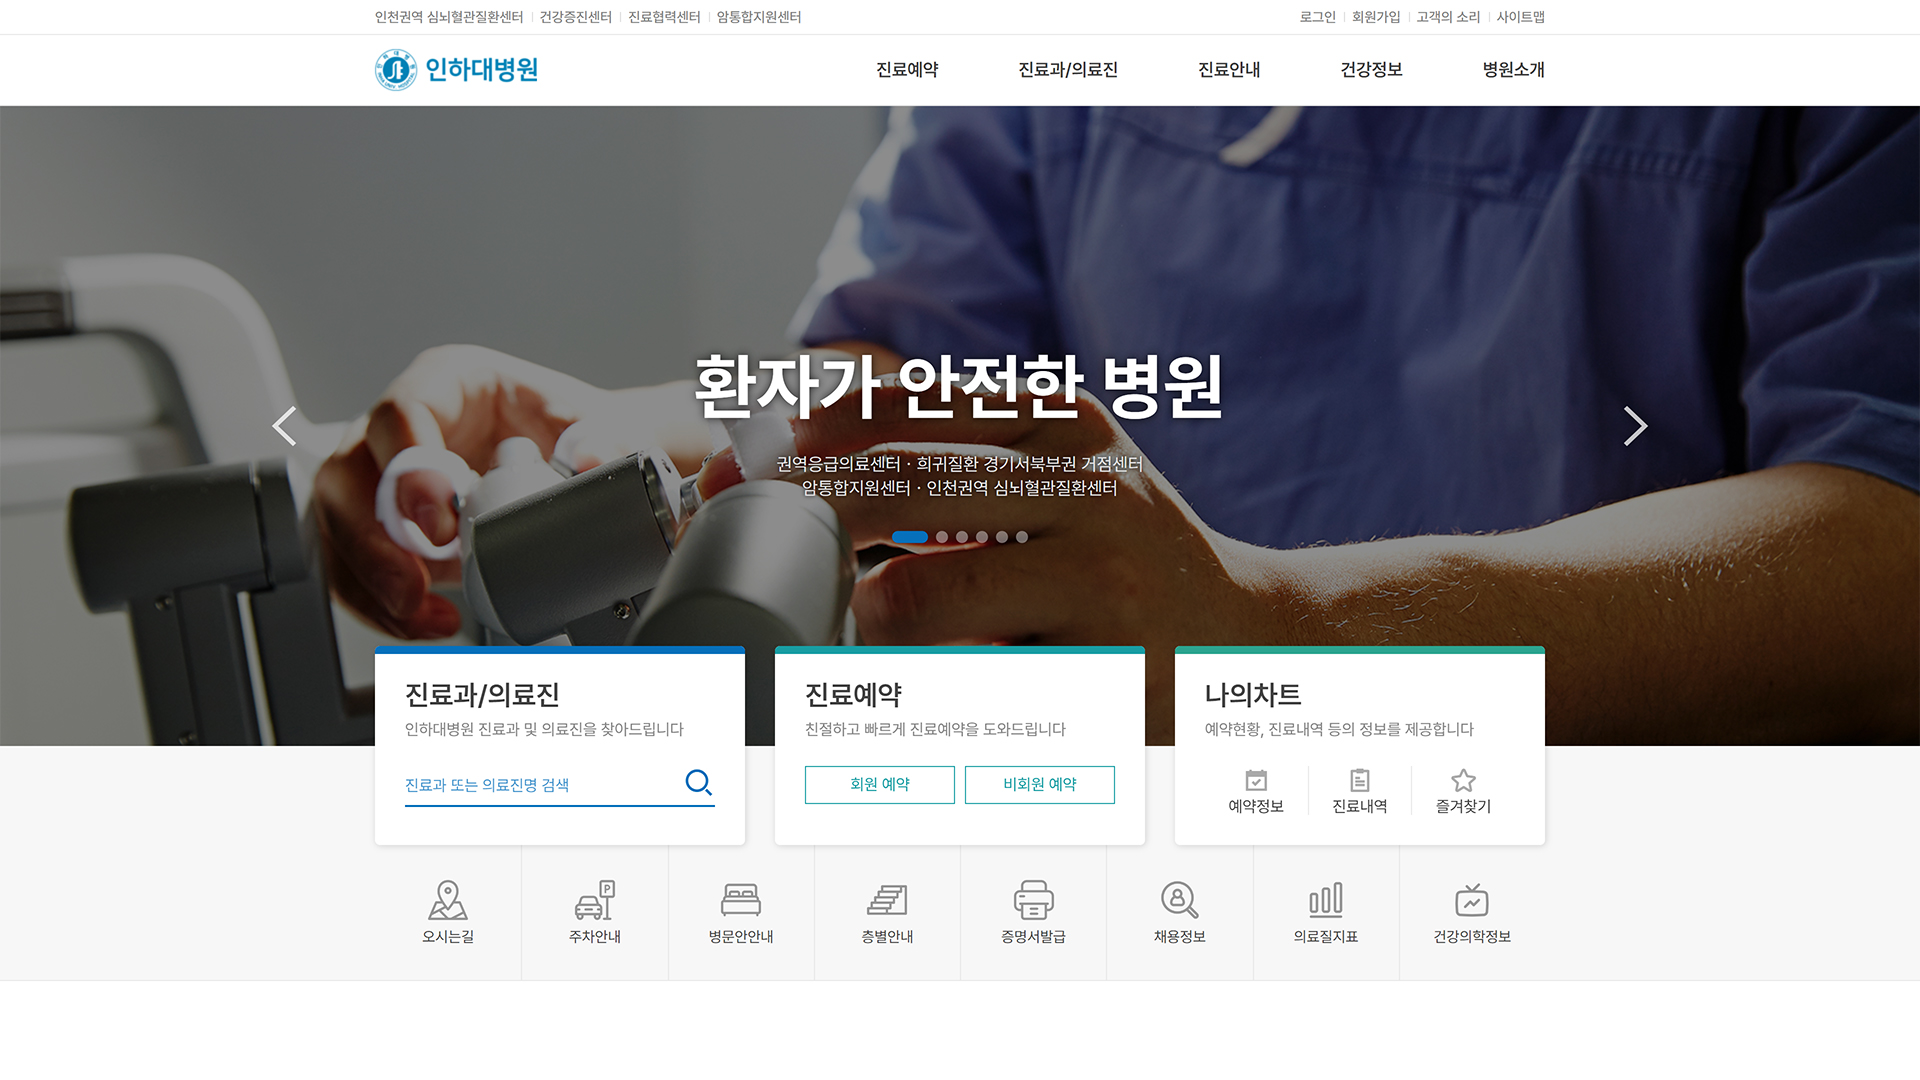 인천권역 심뇌혈관질환센터 건강증진센터 진료협력센터 암통합지원센터
로그인 회원가입 고객의 소리 사이트맵
인하대병원
진료예약 진료과/의료진 진료안내 건강정보 병원소개
환자가 안전한 병원
권역응급의료센터 · 희귀질환 경기서북부권 거점센터
암통합지원센터 · 인천권역 심뇌혈관질환센터
진료과/의료진
인하대병원 진료과 및 의료진을 찾아드립니다
진료과 또는 의료진명 검색
진료예약
친절하고 빠르게 진료예약을 도와드립니다
회원 예약 비회원 예약
나의차트
예약현황, 진료내역 등의 정보를 제공합니다
예약정보 진료내역 즐겨찾기
P
오시는길 주차안내 병문안안내 층별안내 증명서발급 채용정보 의료질지표 건강의학정보